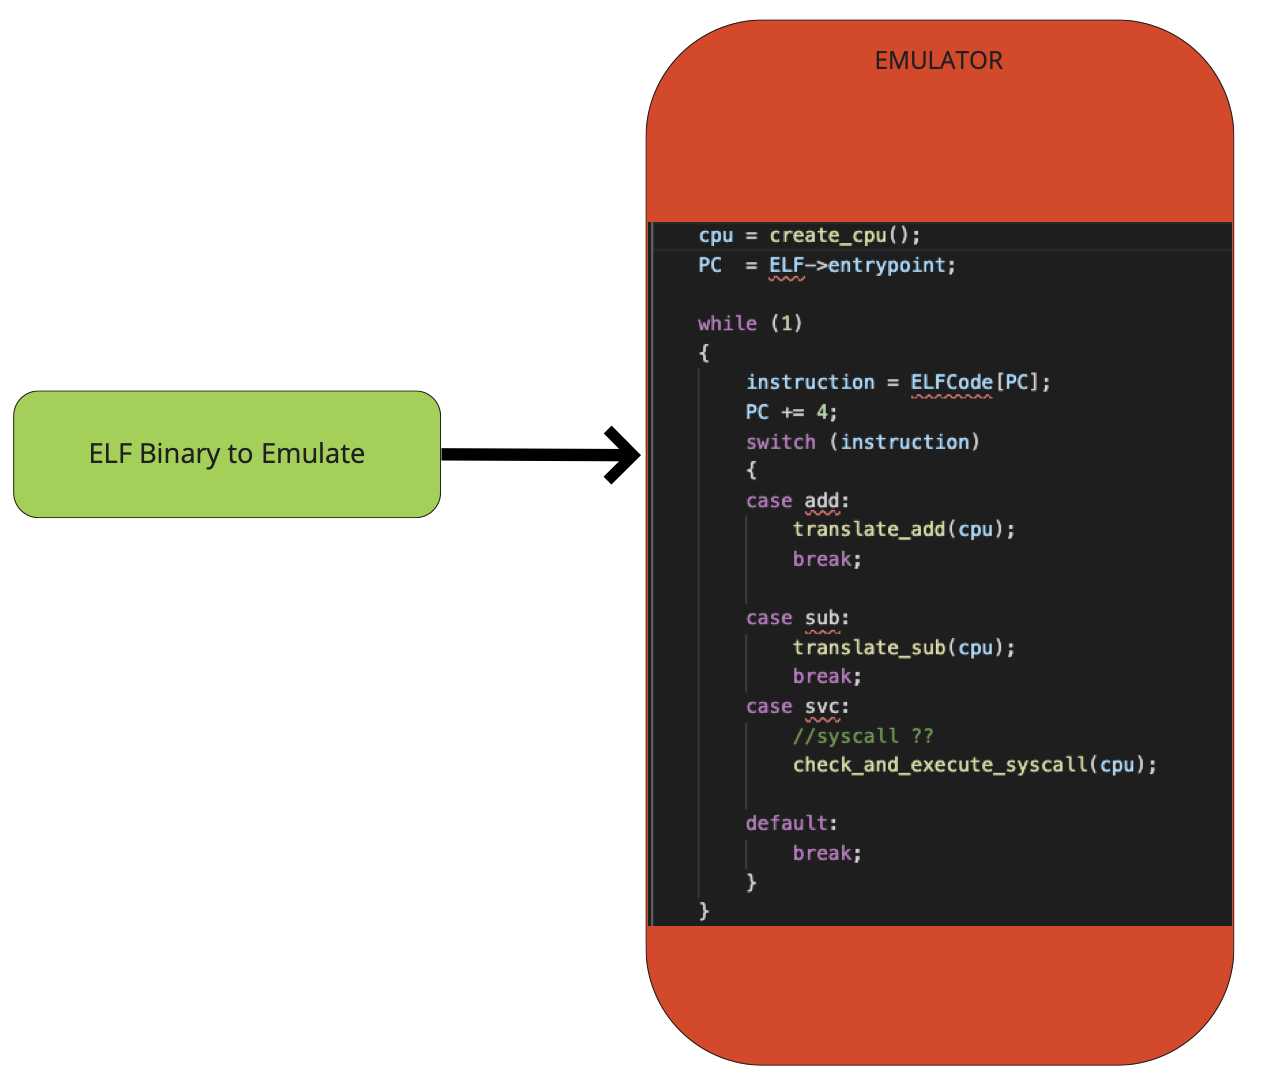 EMULATOR
cpu = create_cpu();
PC  = ELF->entrypoint;
while (1)
{
instruction = ELFCode[PC];
PC += 4;
switch (instruction)
{
case add:
translate_add(cpu);
break;
case sub:
translate_sub(cpu);
break;
case svc:
//syscall ??
check_and_execute_syscall(cpu);
default:
break;
}
}
ELF Binary to Emulate